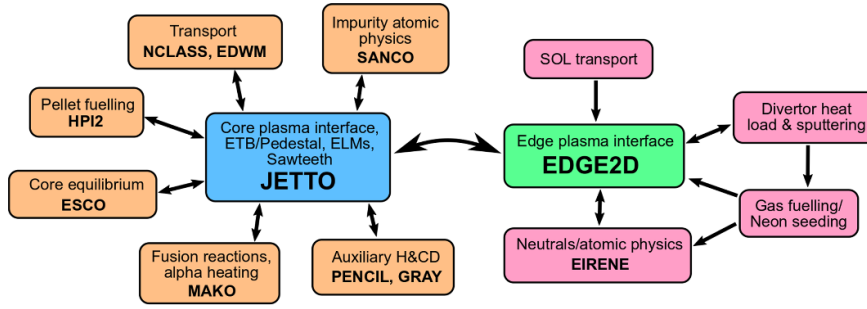 Transport
NCLASS, EDWM
Impurity atomic
physics
SANCO
SOL transport
Pellet fuelling
HPI2
Core plasma interface,
ETB/Pedestal, ELMs,
Sawteeth
JETTO
Edge plasma interface
EDGE2D
Divertor heat
load & sputtering
Core equilibrium
ESCO
Gas fuelling/
Neon seeding
Fusion reactions,
alpha heating
MAKO
Auxiliary H&CD
PENCIL, GRAY
Neutrals/atomic physics
EIRENE